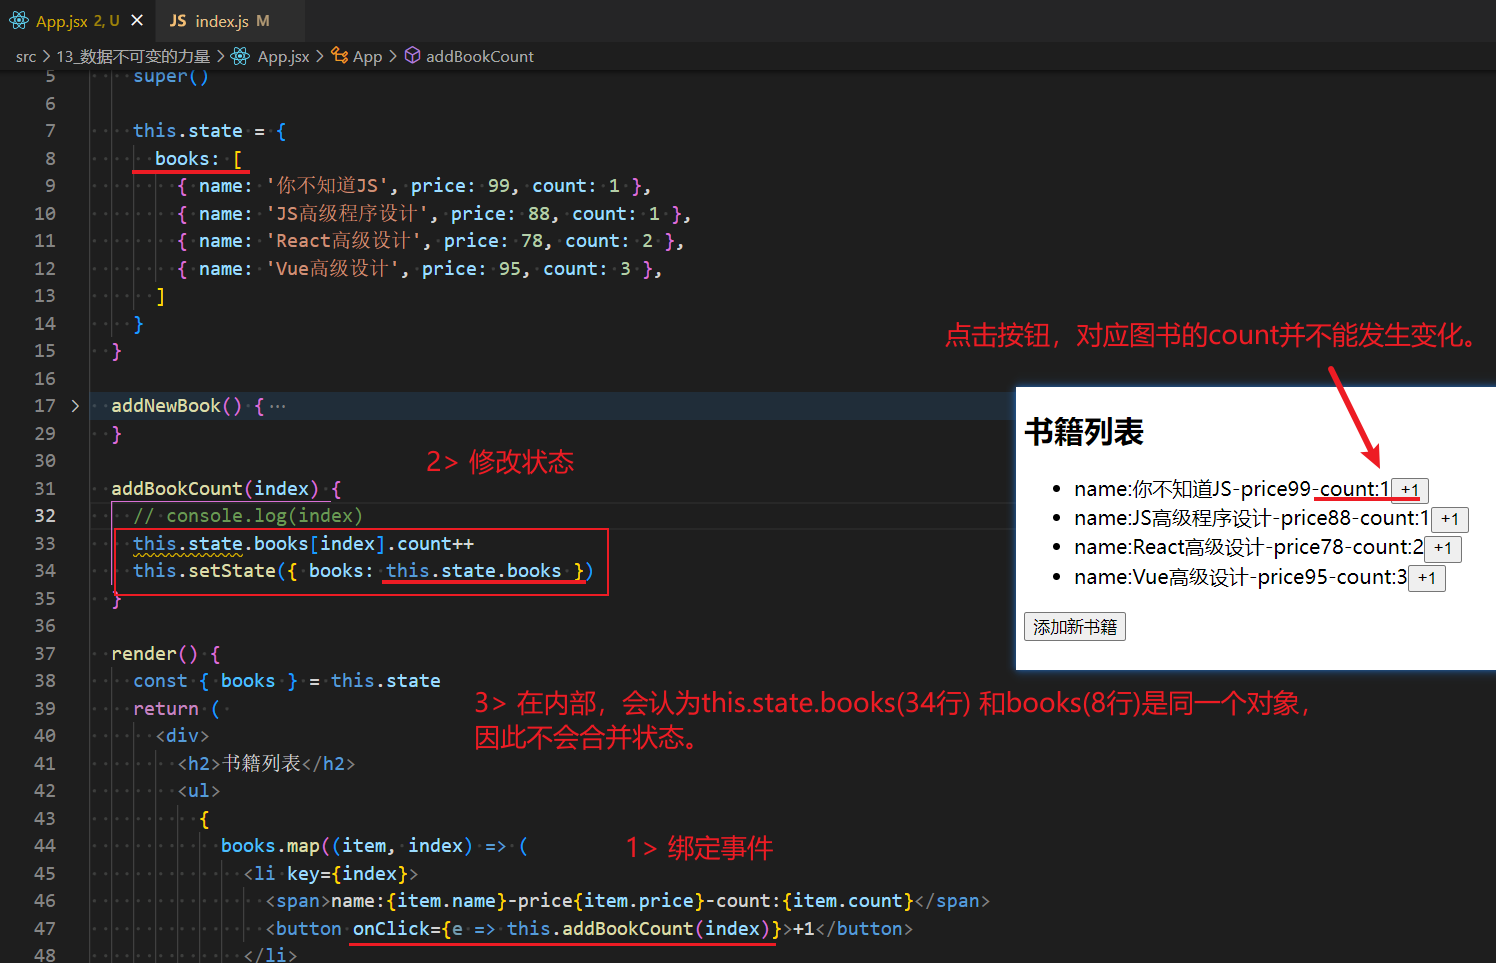 App.jsx 2, U
JS index.js M
src > 13_数据不可变的力量 > App.jsx > App > addBookCount
5 super()
6
7 this.state = {
8 books: [
9 { name: '你不知道JS', price: 99, count: 1 },
10 { name: 'JS高级程序设计', price: 88, count: 1 },
11 { name: 'React高级设计', price: 78, count: 2 },
12 { name: 'Vue高级设计', price: 95, count: 3 },
13 ]
14 }
15 }
点击按钮，对应图书的count并不能发生变化。
16
17 addNewBook() { ...
29 }
30
2> 修改状态
31 addBookCount(index) {
32 // console.log(index)
33 this.state.books[index].count++
34 this.setState({ books: this.state.books })
35 }
36
书籍列表
name:你不知道JS-price99-count:1 +1
name:JS高级程序设计-price88-count:1 +1
name:React高级设计-price78-count:2 +1
name:Vue高级设计-price95-count:3 +1
添加新书籍
37 render() {
38 const { books } = this.state
39 return (
3> 在内部，会认为this.state.books(34行) 和books(8行)是同一个对象，
因此不会合并状态。
40 <div>
41 <h2>书籍列表</h2>
42 <ul>
43 {
44 books.map((item, index) => (
1> 绑定事件
45 <li key={index}>
46 <span>name:{item.name}-price{item.price}-count:{item.count}</span>
47 <button onClick={e => this.addBookCount(index)}>+1</button>
48 </li>